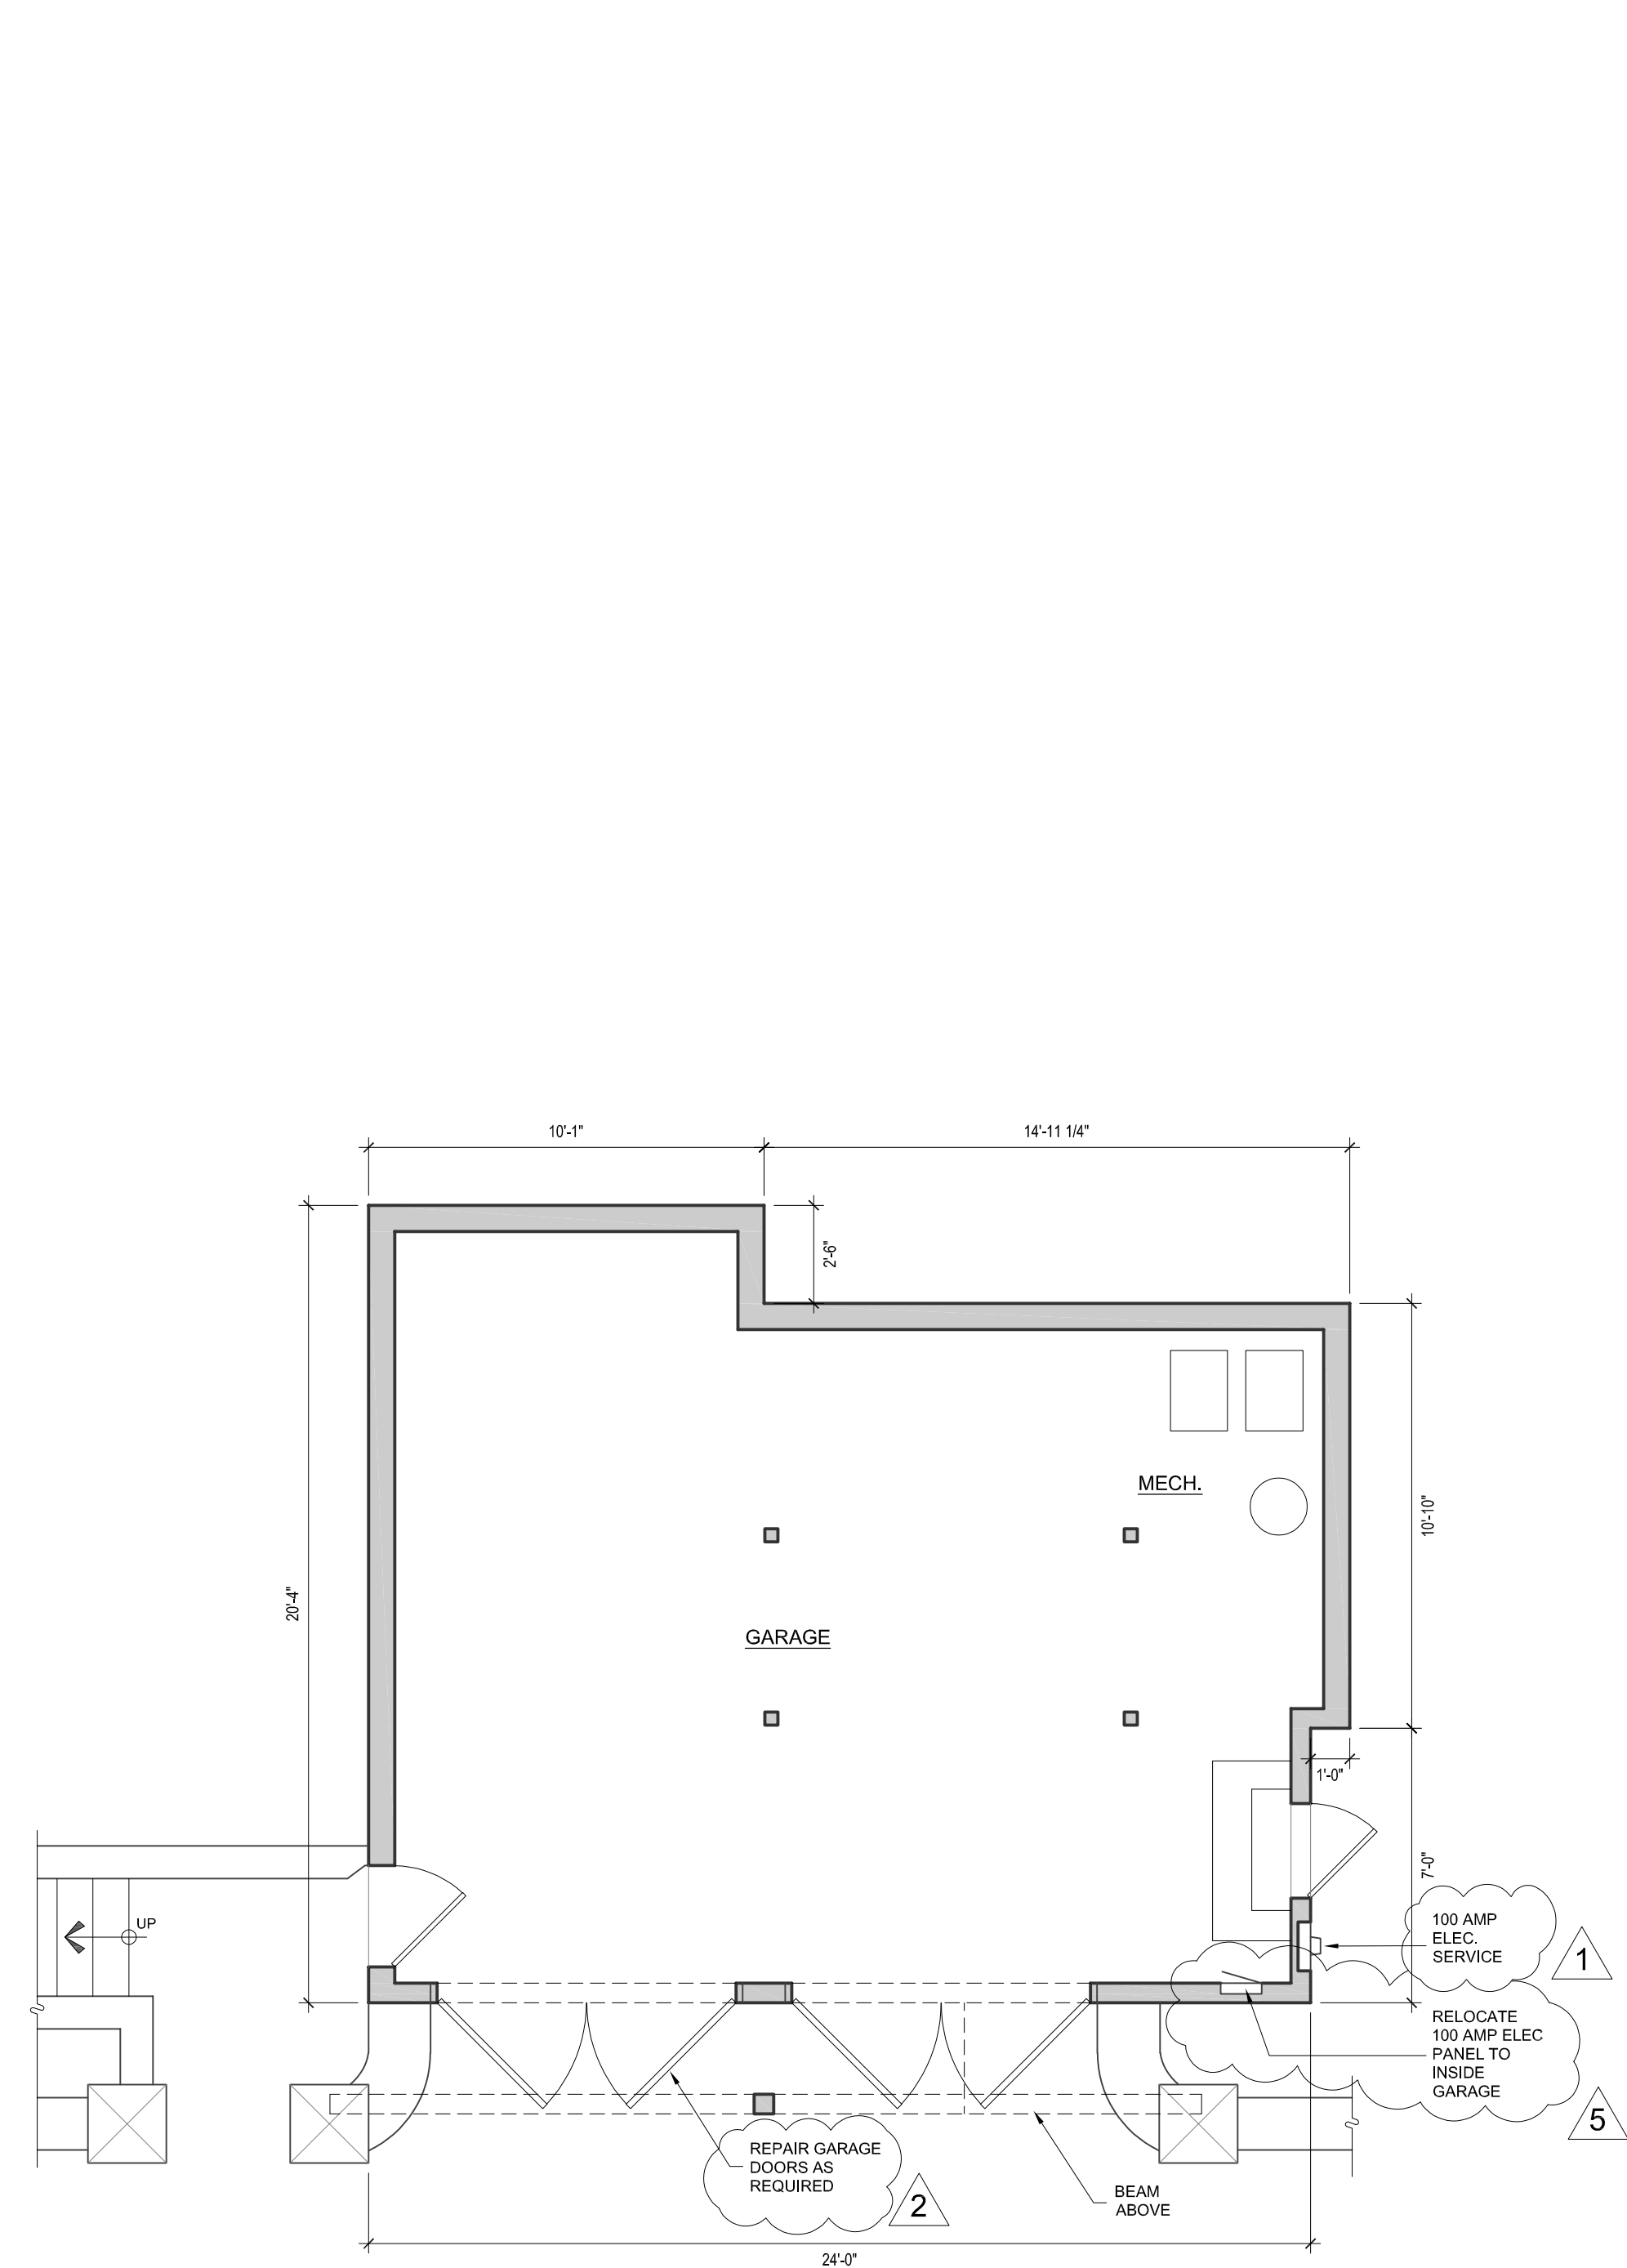 10'-1"
14'-11 1/4"
2'-6"
MECH.
10'-10"
20'-4"
GARAGE
1'-0"
7'-0"
UP
100 AMP
ELEC.
SERVICE
1
RELOCATE
100 AMP ELEC
PANEL TO
INSIDE
GARAGE
5
REPAIR GARAGE
DOORS AS
REQUIRED
2
BEAM
ABOVE
24'-0"